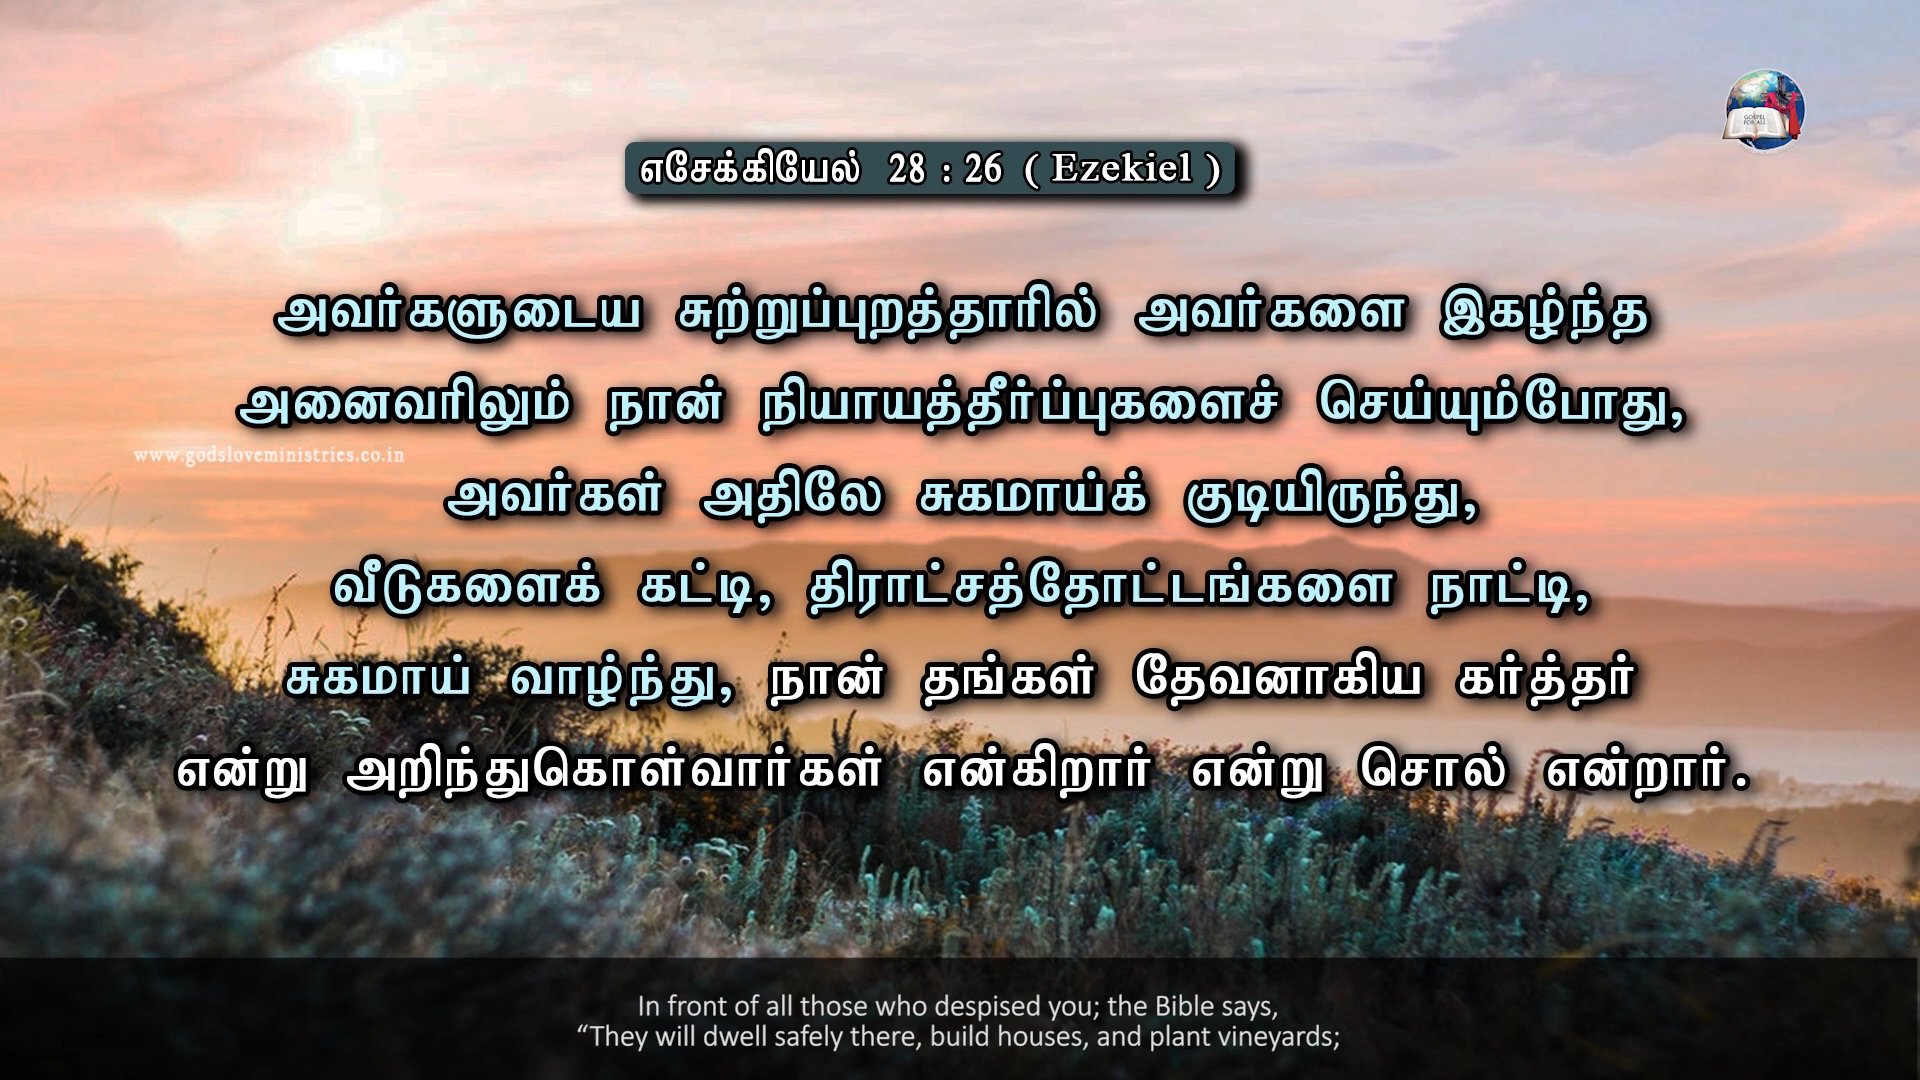 எசேக்கியேல் 28 : 26 ( Ezekiel )
GOSPEL
FOR ALL
அவர்களுடைய சுற்றுப்புறத்தாரில் அவர்களை இகழ்ந்த
அனைவரிலும் நான் நியாயத்தீர்ப்புகளைச் செய்யும்போது,
www.godsloveministries.co.in
அவர்கள் அதிலே சுகமாய்க் குடியிருந்து,
வீடுகளைக் கட்டி, திராட்சத்தோட்டங்களை நாட்டி,
சுகமாய் வாழ்ந்து, நான் தங்கள் தேவனாகிய கர்த்தர்
என்று அறிந்துகொள்வார்கள் என்கிறார் என்று சொல் என்றார்.
In front of all those who despised you; the Bible says,
“They will dwell safely there, build houses, and plant vineyards;